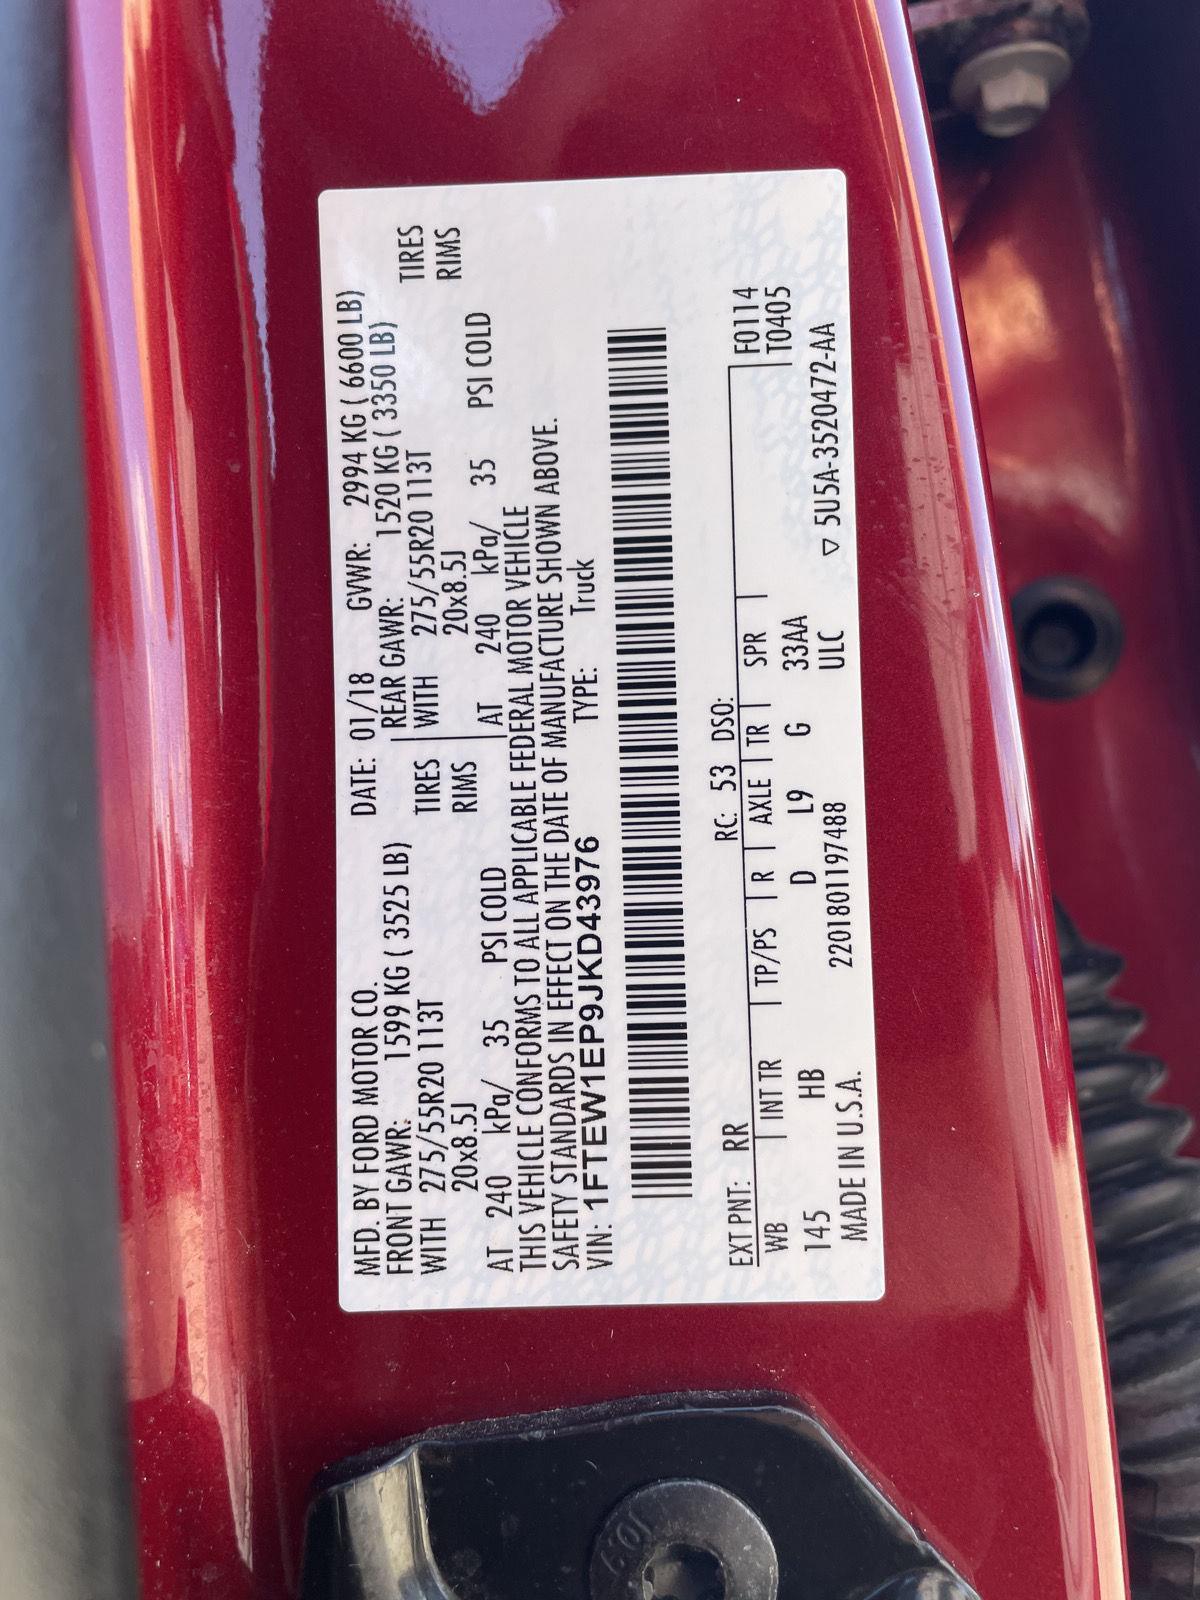 MFD. BY FORD MOTOR CO. DATE: 01/18 GVWR: 2994 KG ( 6600 LB)
FRONT GAWR: 1599 KG ( 3525 LB) REAR GAWR: 1520 KG ( 3350 LB)
WITH 275/55R20 113T TIRES WITH 275/55R20 113T TIRES
20x8.5J RIMS 20x8.5J RIMS
AT 240 kPa/ 35 PSI COLD AT 240 kPa/ 35 PSI COLD
THIS VEHICLE CONFORMS TO ALL APPLICABLE FEDERAL MOTOR VEHICLE
SAFETY STANDARDS IN EFFECT ON THE DATE OF MANUFACTURE SHOWN ABOVE.
VIN: 1FTEW1EP9JKD43976 TYPE: Truck
EXT PNT: RR RC: 53 DSO: F0114
WB INT TR TP/PS R AXLE TR SPR T0405
145 HB D L9 G 33AA
MADE IN U.S.A. 2201801197488 ULC ▽ 5U5A-3520472-AA
10.9